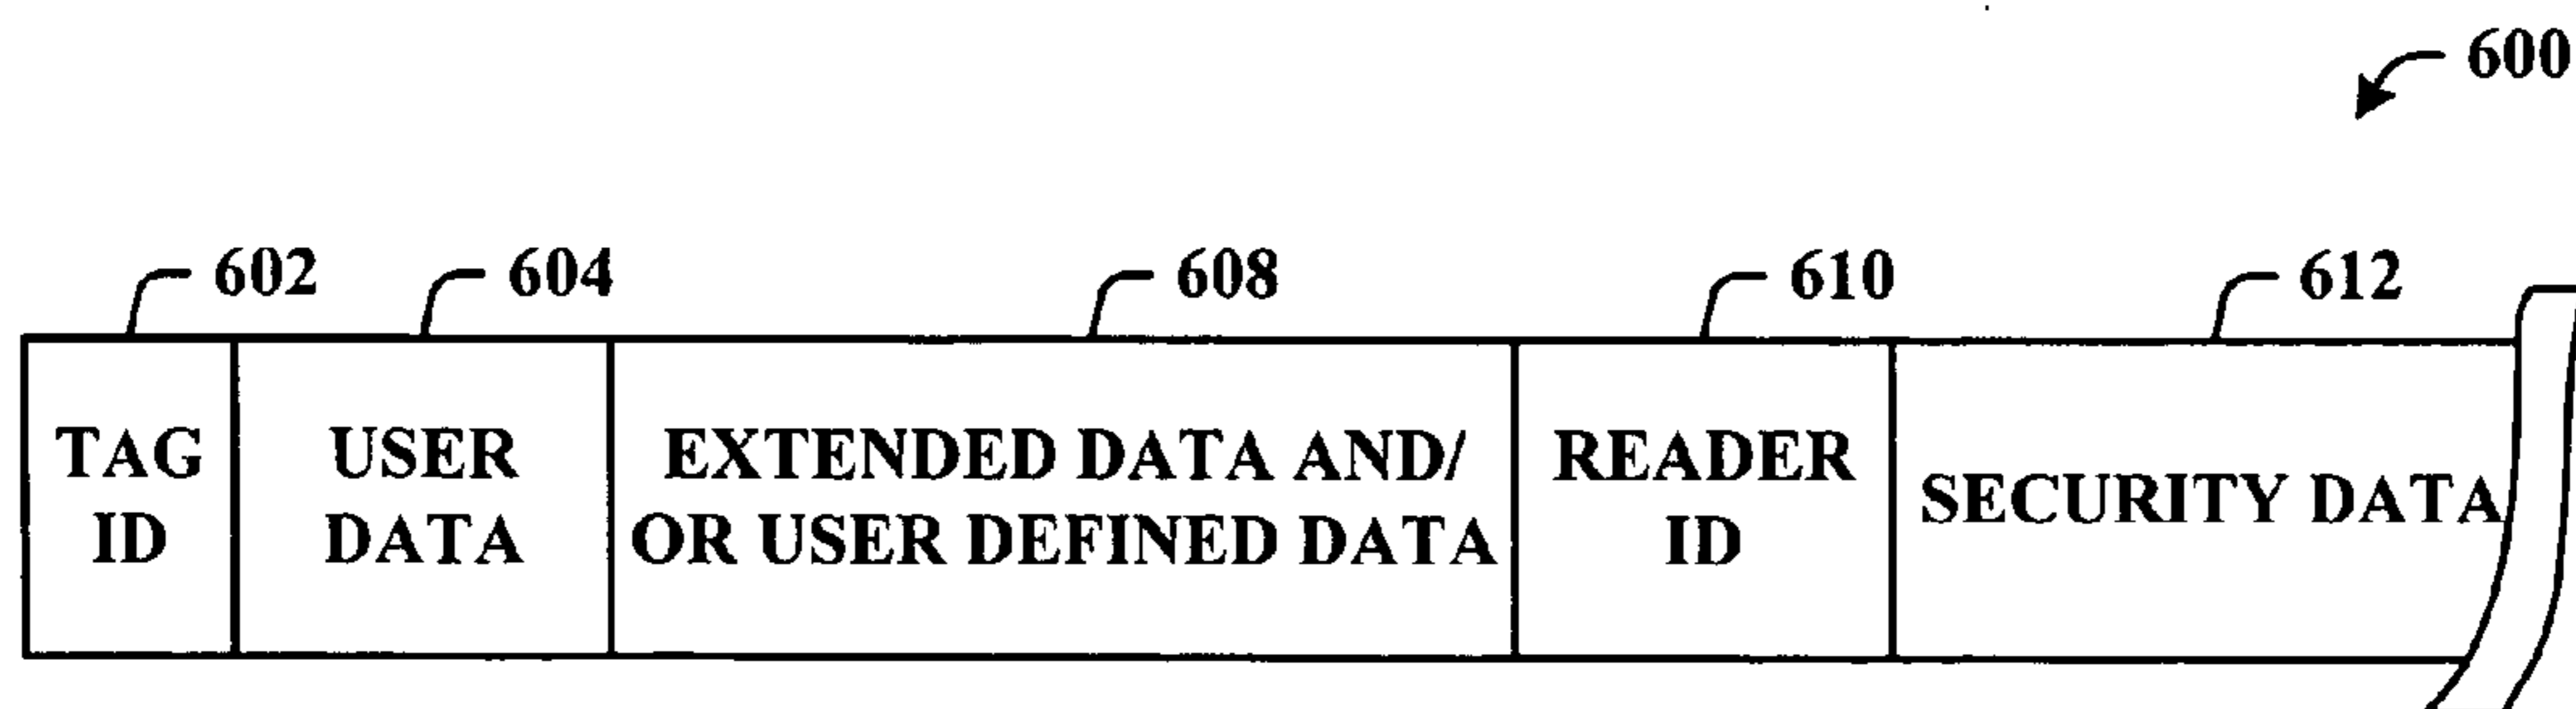 600
602
604
608
610
612
TAG
ID
USER
DATA
EXTENDED DATA AND/
OR USER DEFINED DATA
READER
ID
SECURITY DATA